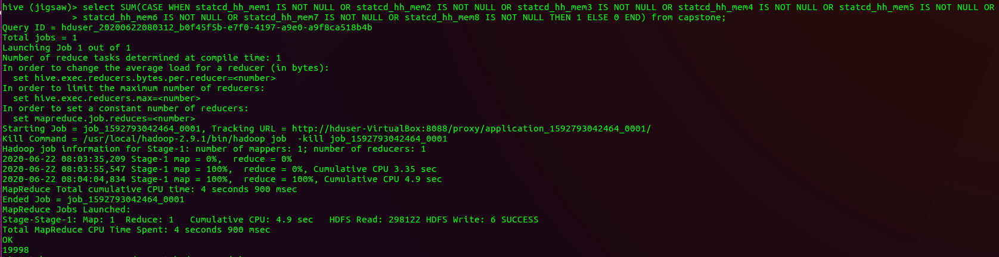 hive (jigsaw)> select SUM(CASE WHEN statcd_hh_mem1 IS NOT NULL OR statcd_hh_mem2 IS NOT NULL OR statcd_hh_mem3 IS NOT NULL OR statcd_hh_mem4 IS NOT NULL OR statcd_hh_mem5 IS NOT NULL OR
> statcd_hh_mem6 IS NOT NULL OR statcd_hh_mem7 IS NOT NULL OR statcd_hh_mem8 IS NOT NULL THEN 1 ELSE 0 END) from capstone;
Query ID = hduser_20200622080312_b0f45f5b-e7f0-4197-a9e0-a9f8ca518b4b
Total jobs = 1
Launching Job 1 out of 1
Number of reduce tasks determined at compile time: 1
In order to change the average load for a reducer (in bytes):
  set hive.exec.reducers.bytes.per.reducer=<number>
In order to limit the maximum number of reducers:
  set hive.exec.reducers.max=<number>
In order to set a constant number of reducers:
  set mapreduce.job.reduces=<number>
Starting Job = job_1592793042464_0001, Tracking URL = http://hduser-VirtualBox:8088/proxy/application_1592793042464_0001/
Kill Command = /usr/local/hadoop-2.9.1/bin/hadoop job  -kill job_1592793042464_0001
Hadoop job information for Stage-1: number of mappers: 1; number of reducers: 1
2020-06-22 08:03:35,209 Stage-1 map = 0%,  reduce = 0%
2020-06-22 08:03:55,547 Stage-1 map = 100%,  reduce = 0%, Cumulative CPU 3.35 sec
2020-06-22 08:04:04,834 Stage-1 map = 100%,  reduce = 100%, Cumulative CPU 4.9 sec
MapReduce Total cumulative CPU time: 4 seconds 900 msec
Ended Job = job_1592793042464_0001
MapReduce Jobs Launched:
Stage-Stage-1: Map: 1  Reduce: 1   Cumulative CPU: 4.9 sec   HDFS Read: 298122 HDFS Write: 6 SUCCESS
Total MapReduce CPU Time Spent: 4 seconds 900 msec
OK
19998